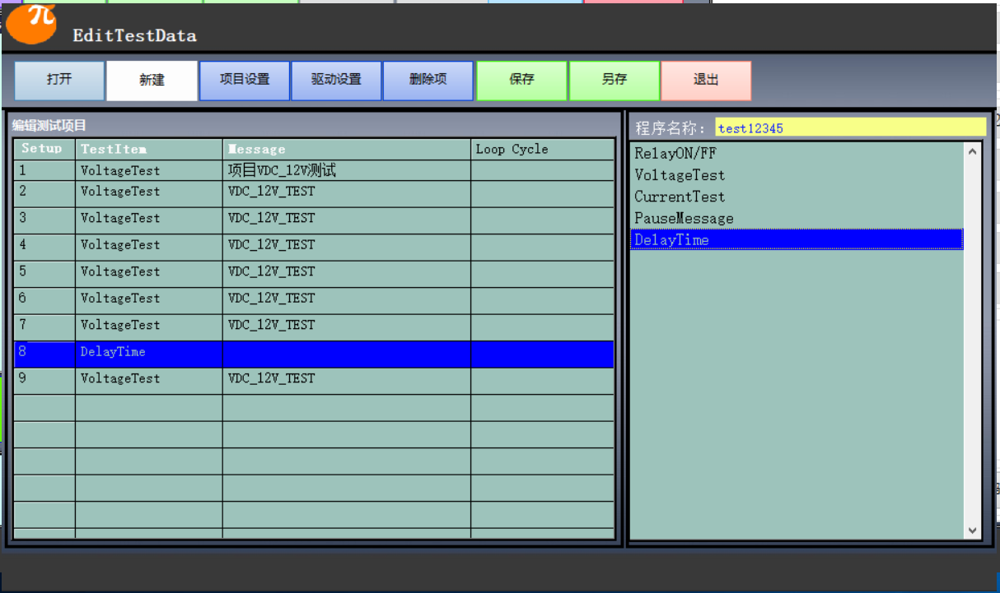 π
EditTestData
打开 新建 项目设置 驱动设置 删除项 保存 另存 退出
编辑测试项目
程序名称: test12345
Setup TestItem Message Loop Cycle
1 VoltageTest 项目VDC_12V测试
2 VoltageTest VDC_12V_TEST
3 VoltageTest VDC_12V_TEST
4 VoltageTest VDC_12V_TEST
5 VoltageTest VDC_12V_TEST
6 VoltageTest VDC_12V_TEST
7 VoltageTest VDC_12V_TEST
8 DelayTime
9 VoltageTest VDC_12V_TEST
RelayON/FF
VoltageTest
CurrentTest
PauseMessage
DelayTime